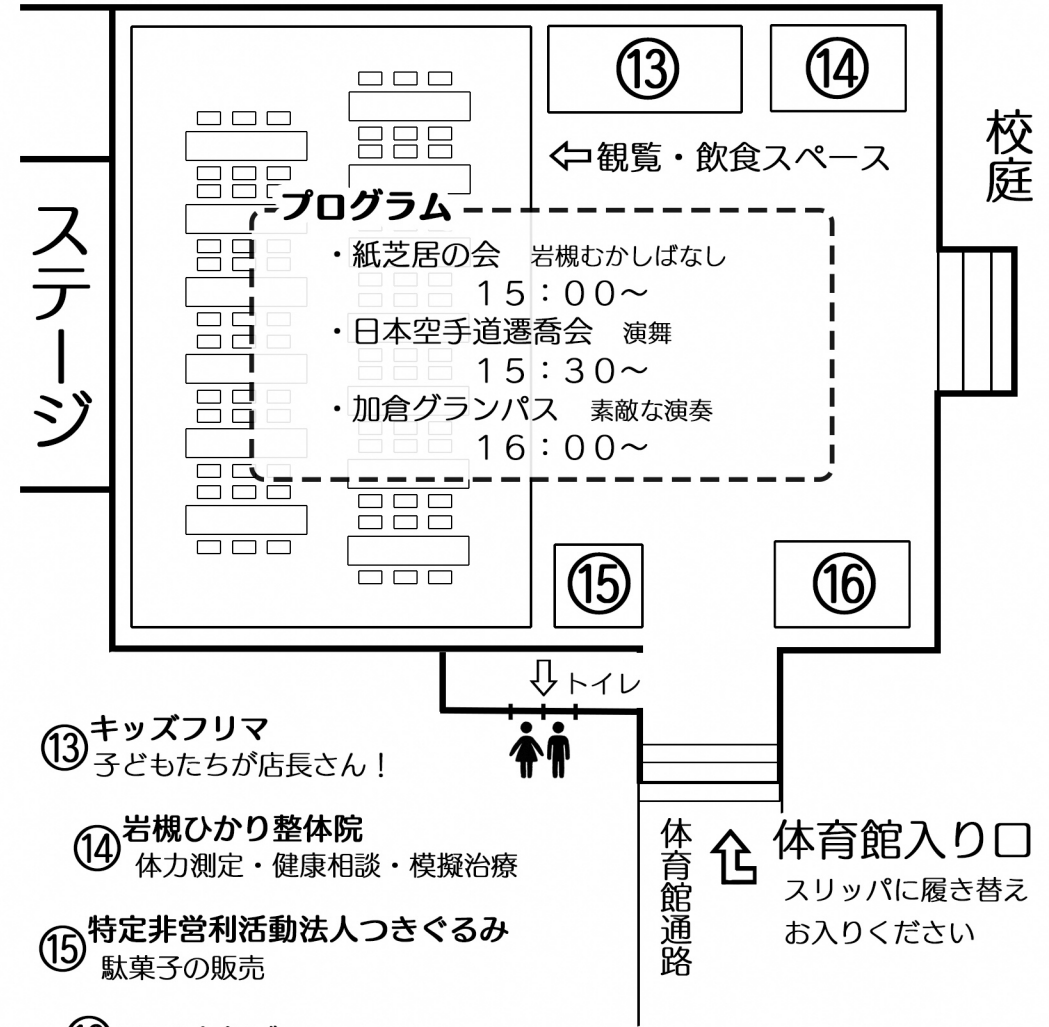 ⑬
⑭
⇦観覧・飲食スペース
校庭
ステージ
プログラム
・紙芝居の会 岩槻むかしばなし
15：00～
・日本空手道遷喬会 演舞
15：30～
・加倉グランパス 素敵な演奏
16：00～
⑮
⑯
トイレ
⑬キッズフリマ
子どもたちが店長さん！
⑭岩槻ひかり整体院
体力測定・健康相談・模擬治療
⑮特定非営利活動法人つきぐるみ
駄菓子の販売
体育館通路
体育館入り口
スリッパに履き替え
お入りください